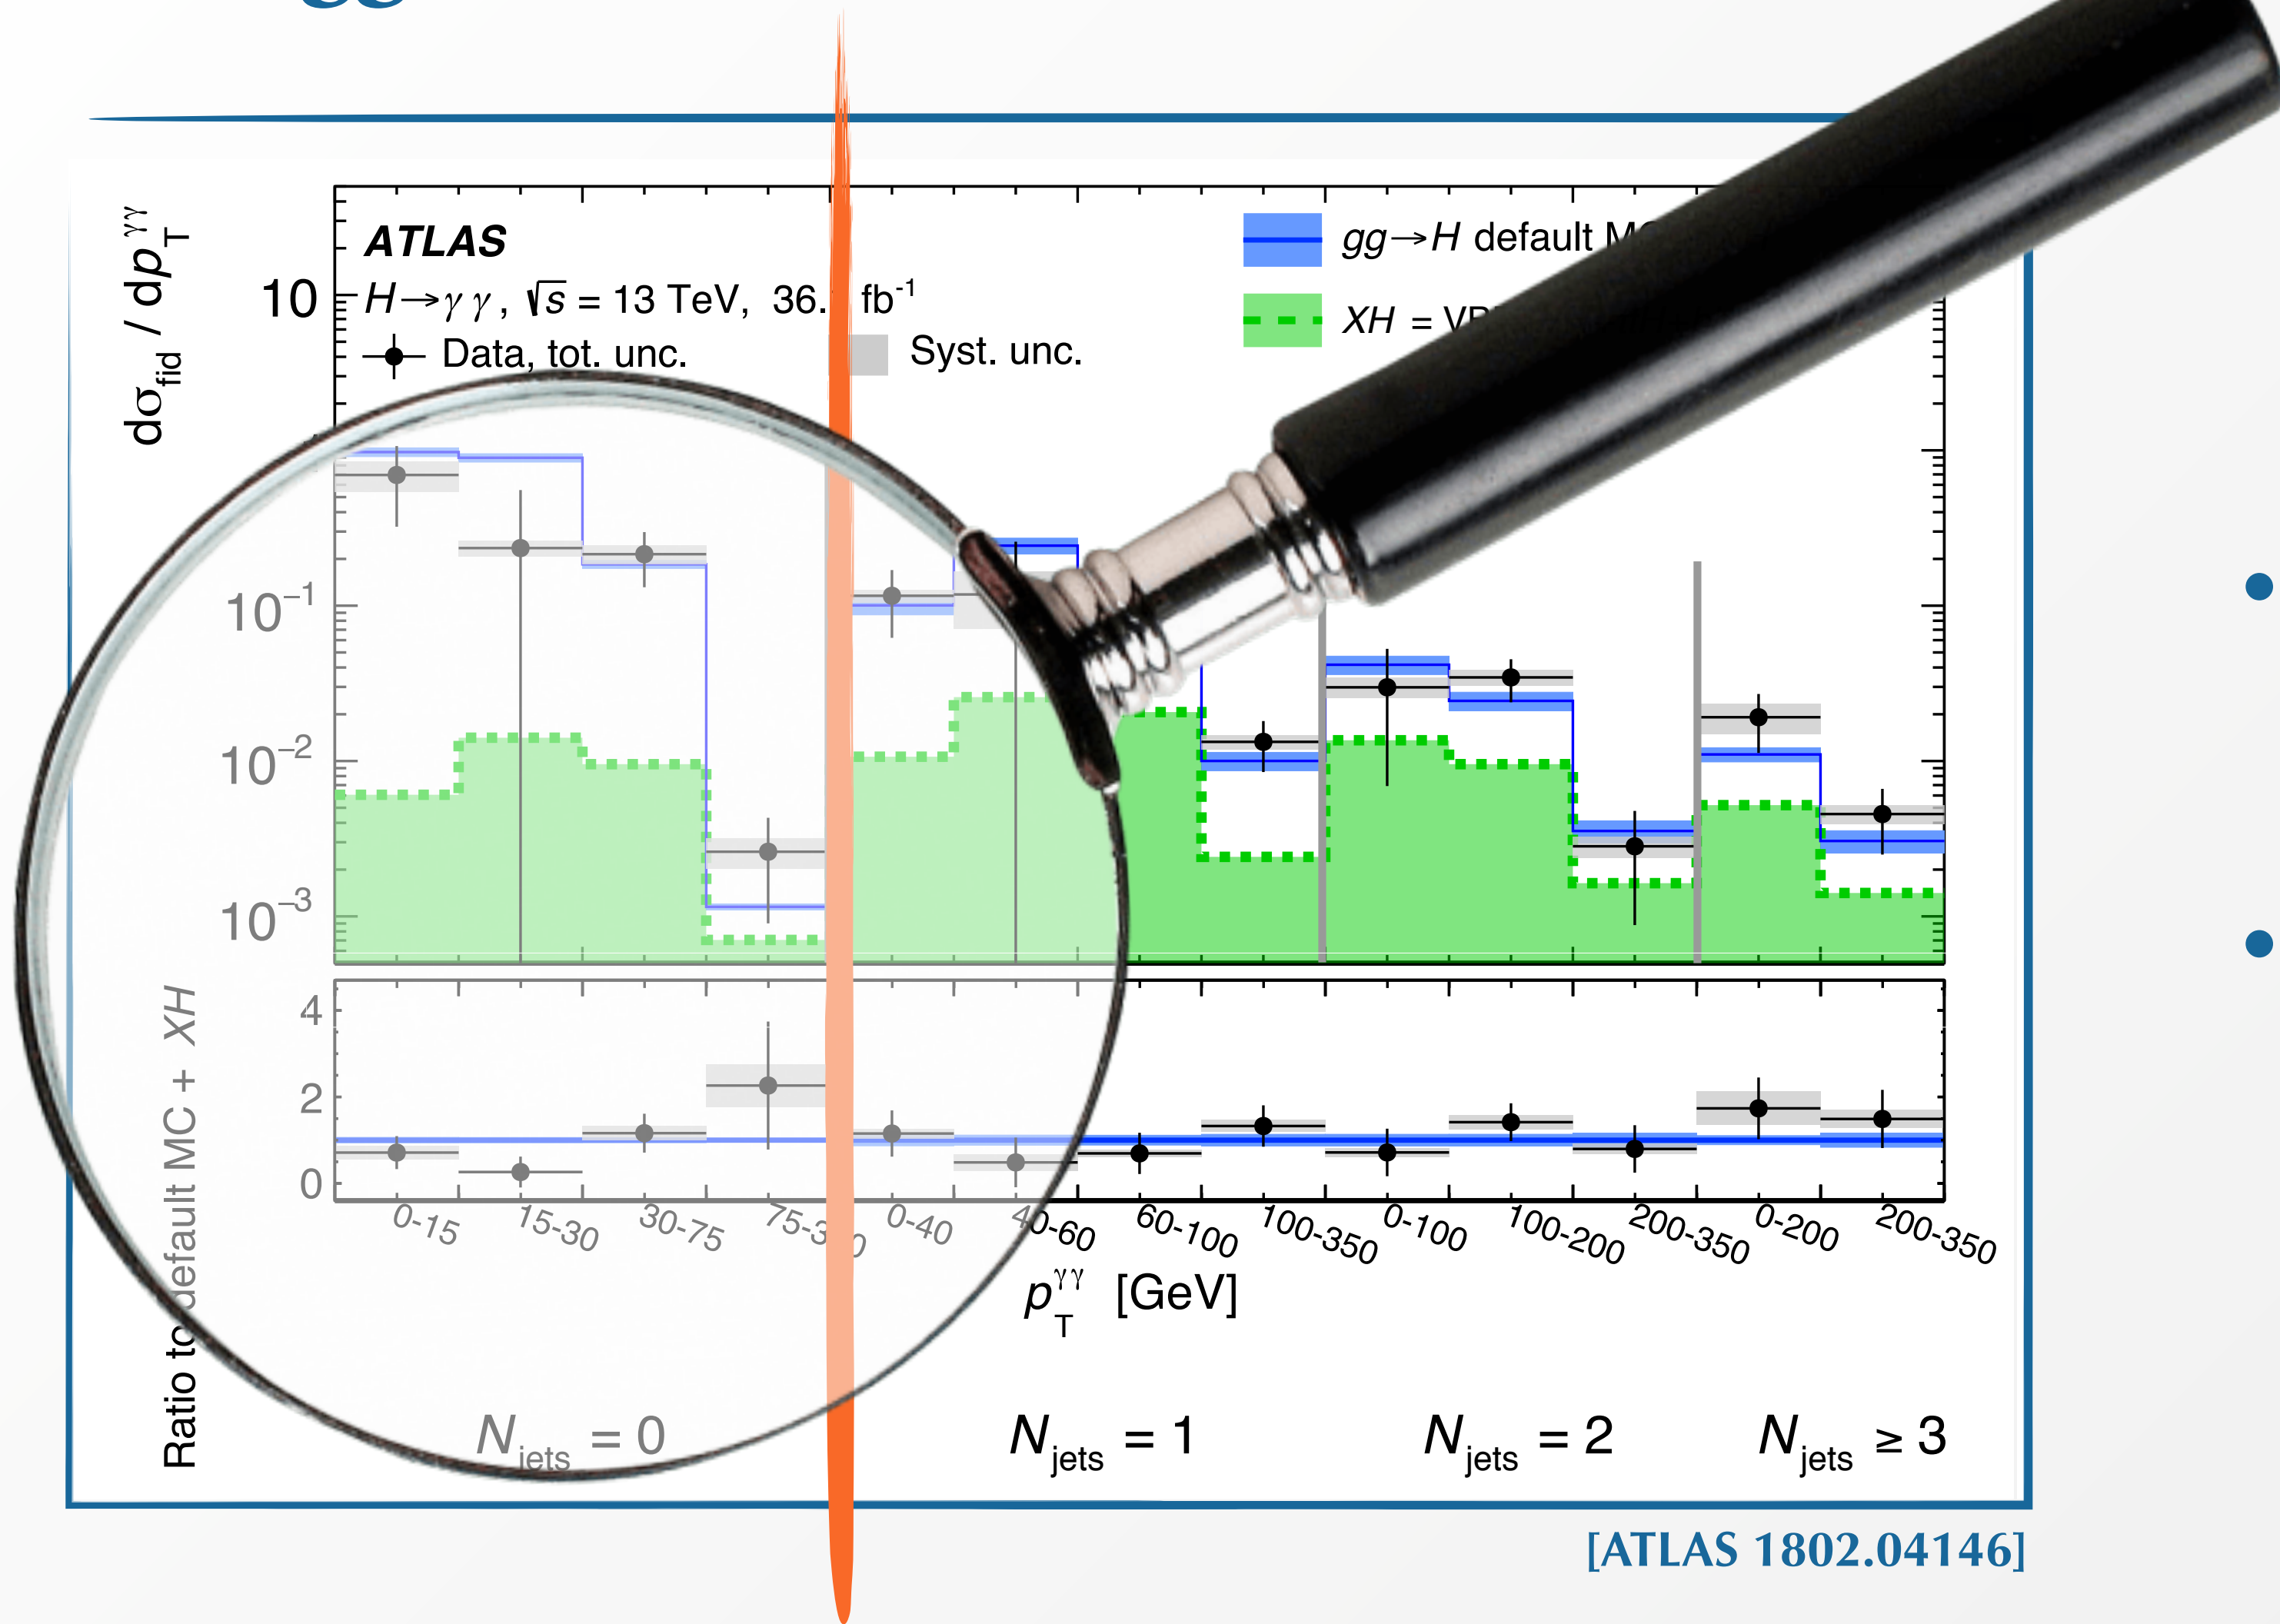 dσfid / dpTγγ
10
10−1
10−2
10−3
ATLAS
H→γγ, √s = 13 TeV, 36. fb-1
Data, tot. unc.
Syst. unc.
gg→H default
XH =
Ratio to default MC + XH
4
2
0
0-15 15-30 30-75 0-40 40-60 60-100 100-350 0-100 100-200 200-350 0-200 200-350
pTγγ [GeV]
Njets = 0 Njets = 1 Njets = 2 Njets ≥ 3
[ATLAS 1802.04146]